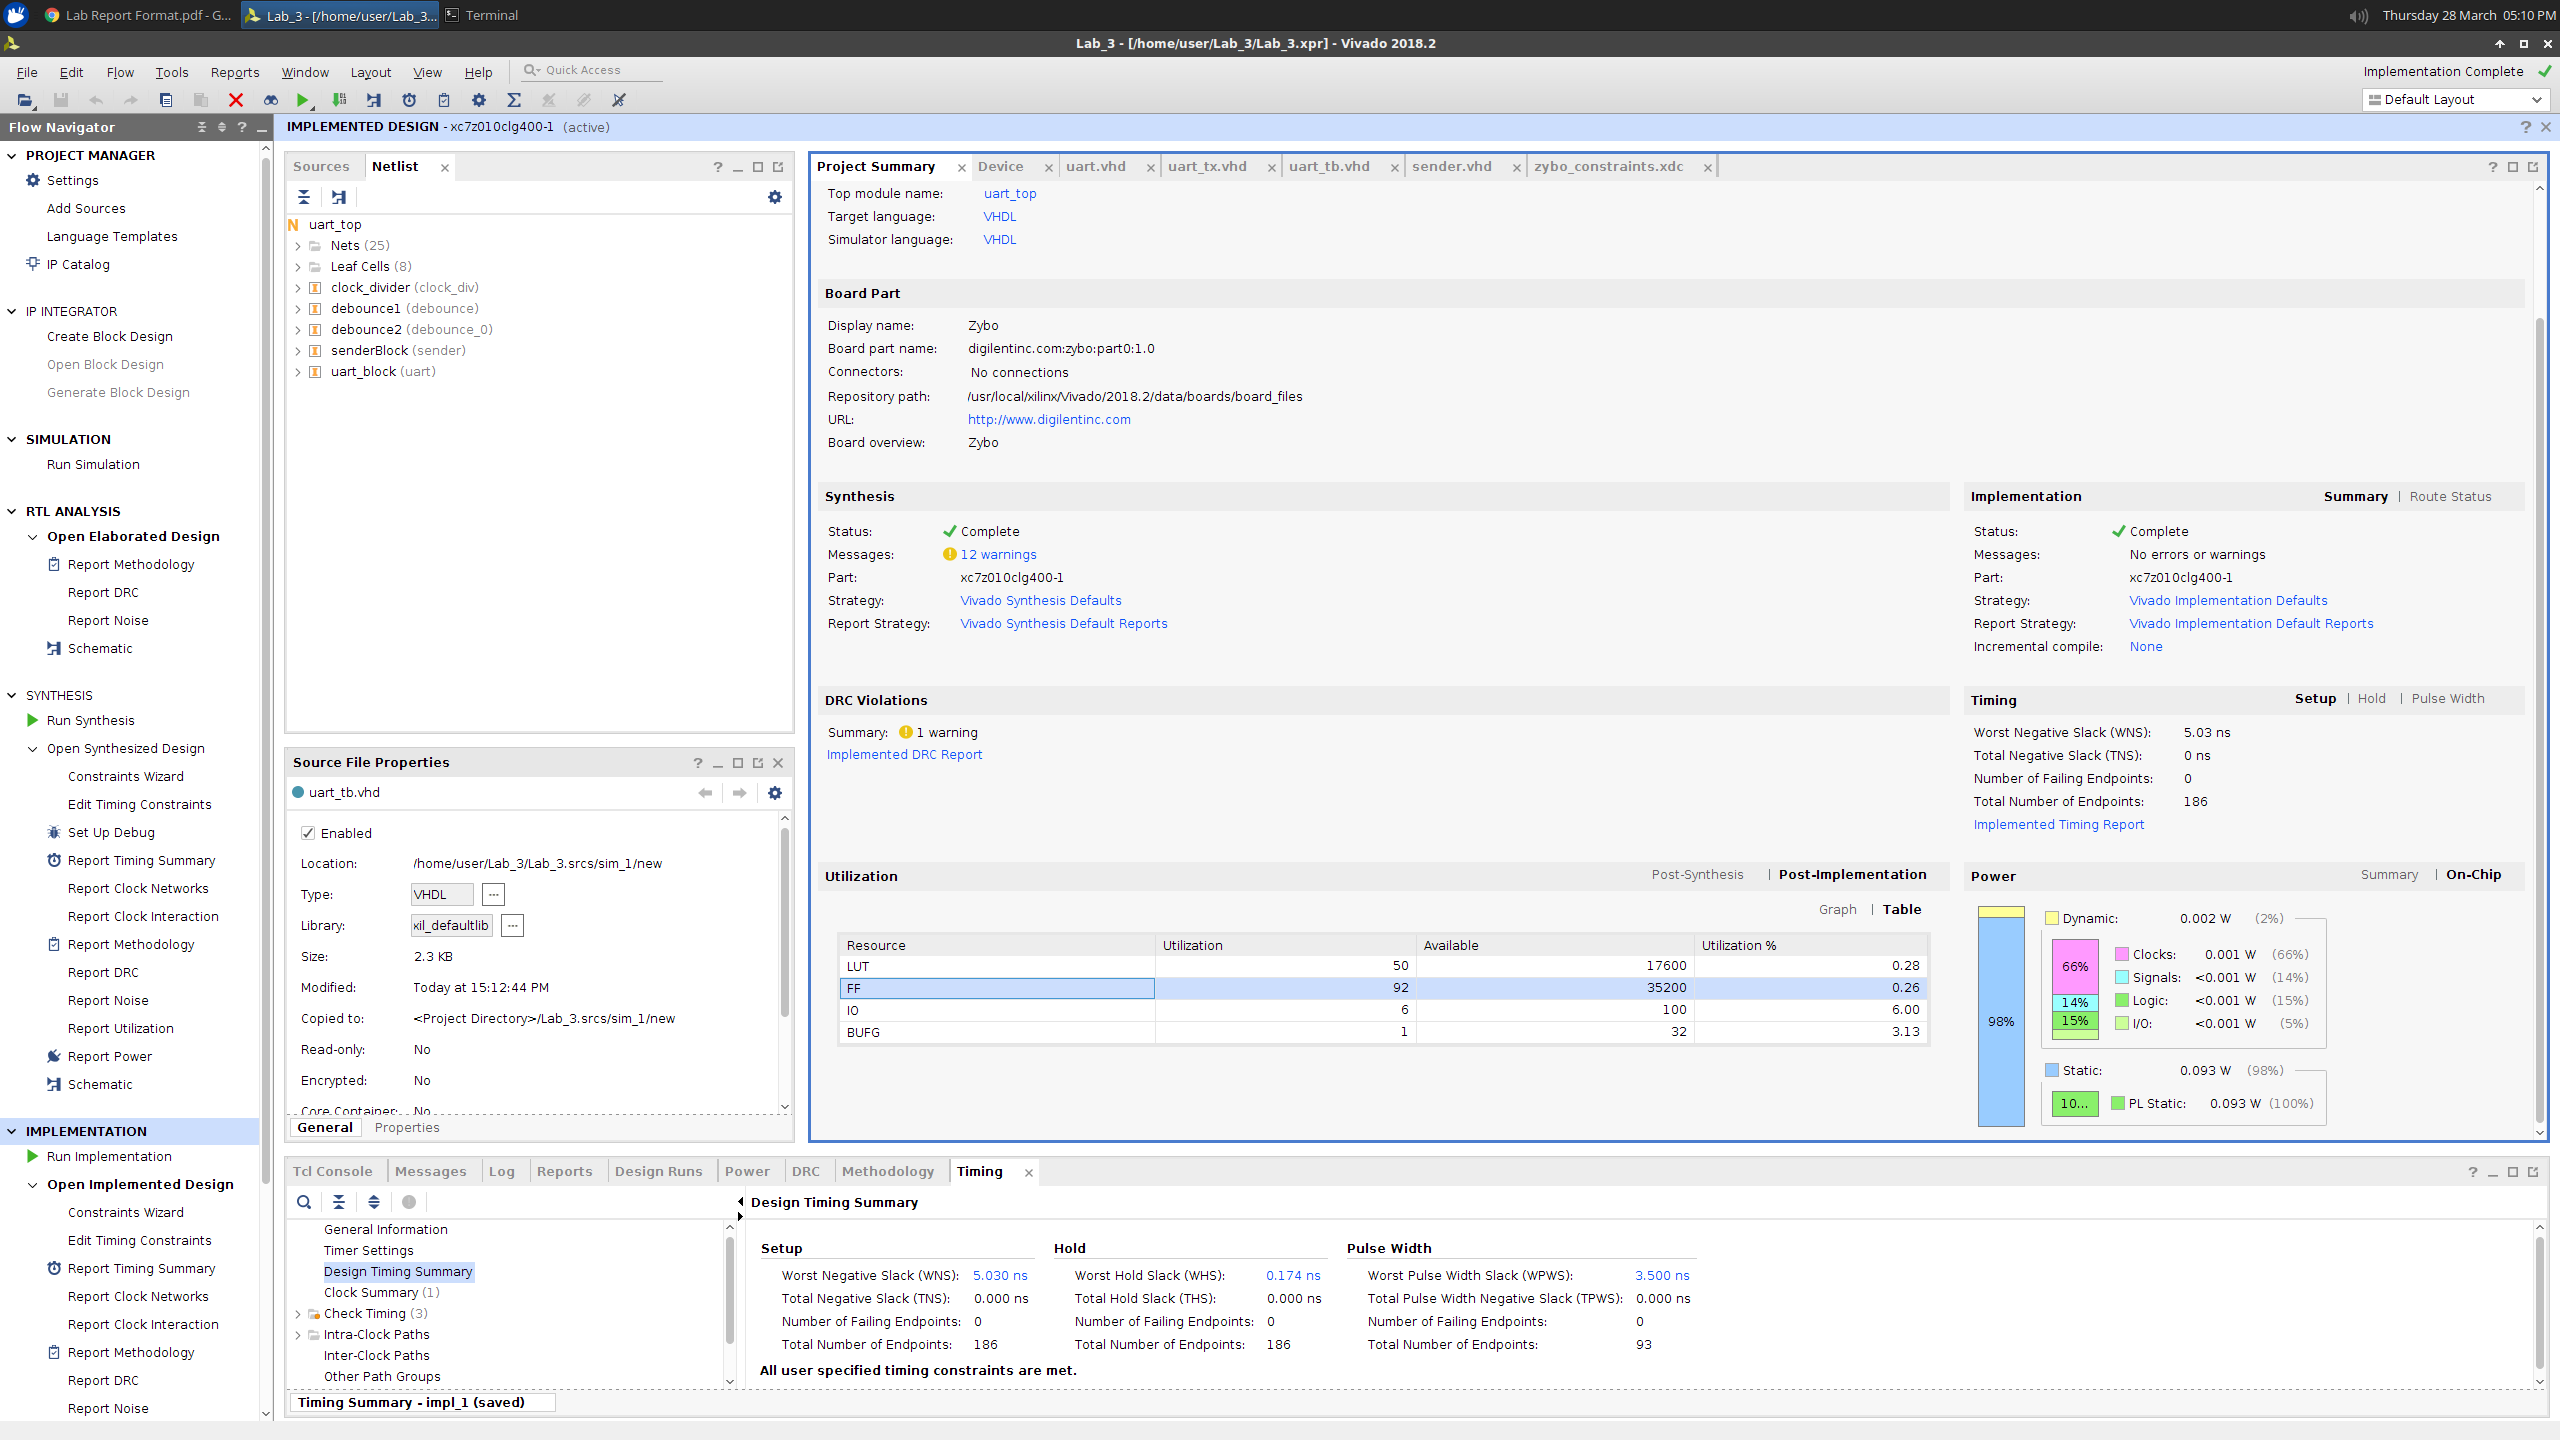 Lab Report Format.pdf - G...
Lab_3 - [/home/user/Lab_3...
Terminal
Thursday 28 March 05:10 PM
Lab_3 - [/home/user/Lab_3/Lab_3.xpr] - Vivado 2018.2
File Edit Flow Tools Reports Window Layout View Help
Quick Access
Implementation Complete
Default Layout
Flow Navigator
PROJECT MANAGER
Settings
Add Sources
Language Templates
IP Catalog
IP INTEGRATOR
Create Block Design
Open Block Design
Generate Block Design
SIMULATION
Run Simulation
RTL ANALYSIS
Open Elaborated Design
Report Methodology
Report DRC
Report Noise
Schematic
SYNTHESIS
Run Synthesis
Open Synthesized Design
Constraints Wizard
Edit Timing Constraints
Set Up Debug
Report Timing Summary
Report Clock Networks
Report Clock Interaction
Report Methodology
Report DRC
Report Noise
Report Utilization
Report Power
Schematic
IMPLEMENTATION
Run Implementation
Open Implemented Design
Constraints Wizard
Edit Timing Constraints
Report Timing Summary
Report Clock Networks
Report Clock Interaction
Report Methodology
Report DRC
Report Noise
IMPLEMENTED DESIGN - xc7z010clg400-1 (active)
Sources Netlist
uart_top
Nets (25)
Leaf Cells (8)
clock_divider (clock_div)
debounce1 (debounce)
debounce2 (debounce_0)
senderBlock (sender)
uart_block (uart)
Source File Properties
uart_tb.vhd
Enabled
Location: /home/user/Lab_3/Lab_3.srcs/sim_1/new
Type: VHDL
Library: xil_defaultlib
Size: 2.3 KB
Modified: Today at 15:12:44 PM
Copied to: <Project Directory>/Lab_3.srcs/sim_1/new
Read-only: No
Encrypted: No
Core Container: No
General Properties
Project Summary Device uart.vhd uart_tx.vhd uart_tb.vhd sender.vhd zybo_constraints.xdc
Top module name: uart_top
Target language: VHDL
Simulator language: VHDL
Board Part
Display name: Zybo
Board part name: digilentinc.com:zybo:part0:1.0
Connectors: No connections
Repository path: /usr/local/xilinx/Vivado/2018.2/data/boards/board_files
URL: http://www.digilentinc.com
Board overview: Zybo
Synthesis
Status: Complete
Messages: 12 warnings
Part: xc7z010clg400-1
Strategy: Vivado Synthesis Defaults
Report Strategy: Vivado Synthesis Default Reports
Implementation Summary | Route Status
Status: Complete
Messages: No errors or warnings
Part: xc7z010clg400-1
Strategy: Vivado Implementation Defaults
Report Strategy: Vivado Implementation Default Reports
Incremental compile: None
DRC Violations
Summary: 1 warning
Implemented DRC Report
Timing Setup | Hold | Pulse Width
Worst Negative Slack (WNS): 5.03 ns
Total Negative Slack (TNS): 0 ns
Number of Failing Endpoints: 0
Total Number of Endpoints: 186
Implemented Timing Report
Utilization Post-Synthesis | Post-Implementation
Graph | Table
Resource Utilization Available Utilization %
LUT 50 17600 0.28
FF 92 35200 0.26
IO 6 100 6.00
BUFG 1 32 3.13
Power Summary | On-Chip
98%
Dynamic: 0.002 W (2%)
66%
14%
15%
Clocks: 0.001 W (66%)
Signals: <0.001 W (14%)
Logic: <0.001 W (15%)
I/O: <0.001 W (5%)
Static: 0.093 W (98%)
10... PL Static: 0.093 W (100%)
Tcl Console Messages Log Reports Design Runs Power DRC Methodology Timing
General Information
Timer Settings
Design Timing Summary
Clock Summary (1)
Check Timing (3)
Intra-Clock Paths
Inter-Clock Paths
Other Path Groups
Design Timing Summary
Setup Hold Pulse Width
Worst Negative Slack (WNS): 5.030 ns Worst Hold Slack (WHS): 0.174 ns Worst Pulse Width Slack (WPWS): 3.500 ns
Total Negative Slack (TNS): 0.000 ns Total Hold Slack (THS): 0.000 ns Total Pulse Width Negative Slack (TPWS): 0.000 ns
Number of Failing Endpoints: 0 Number of Failing Endpoints: 0 Number of Failing Endpoints: 0
Total Number of Endpoints: 186 Total Number of Endpoints: 186 Total Number of Endpoints: 93
All user specified timing constraints are met.
Timing Summary - impl_1 (saved)